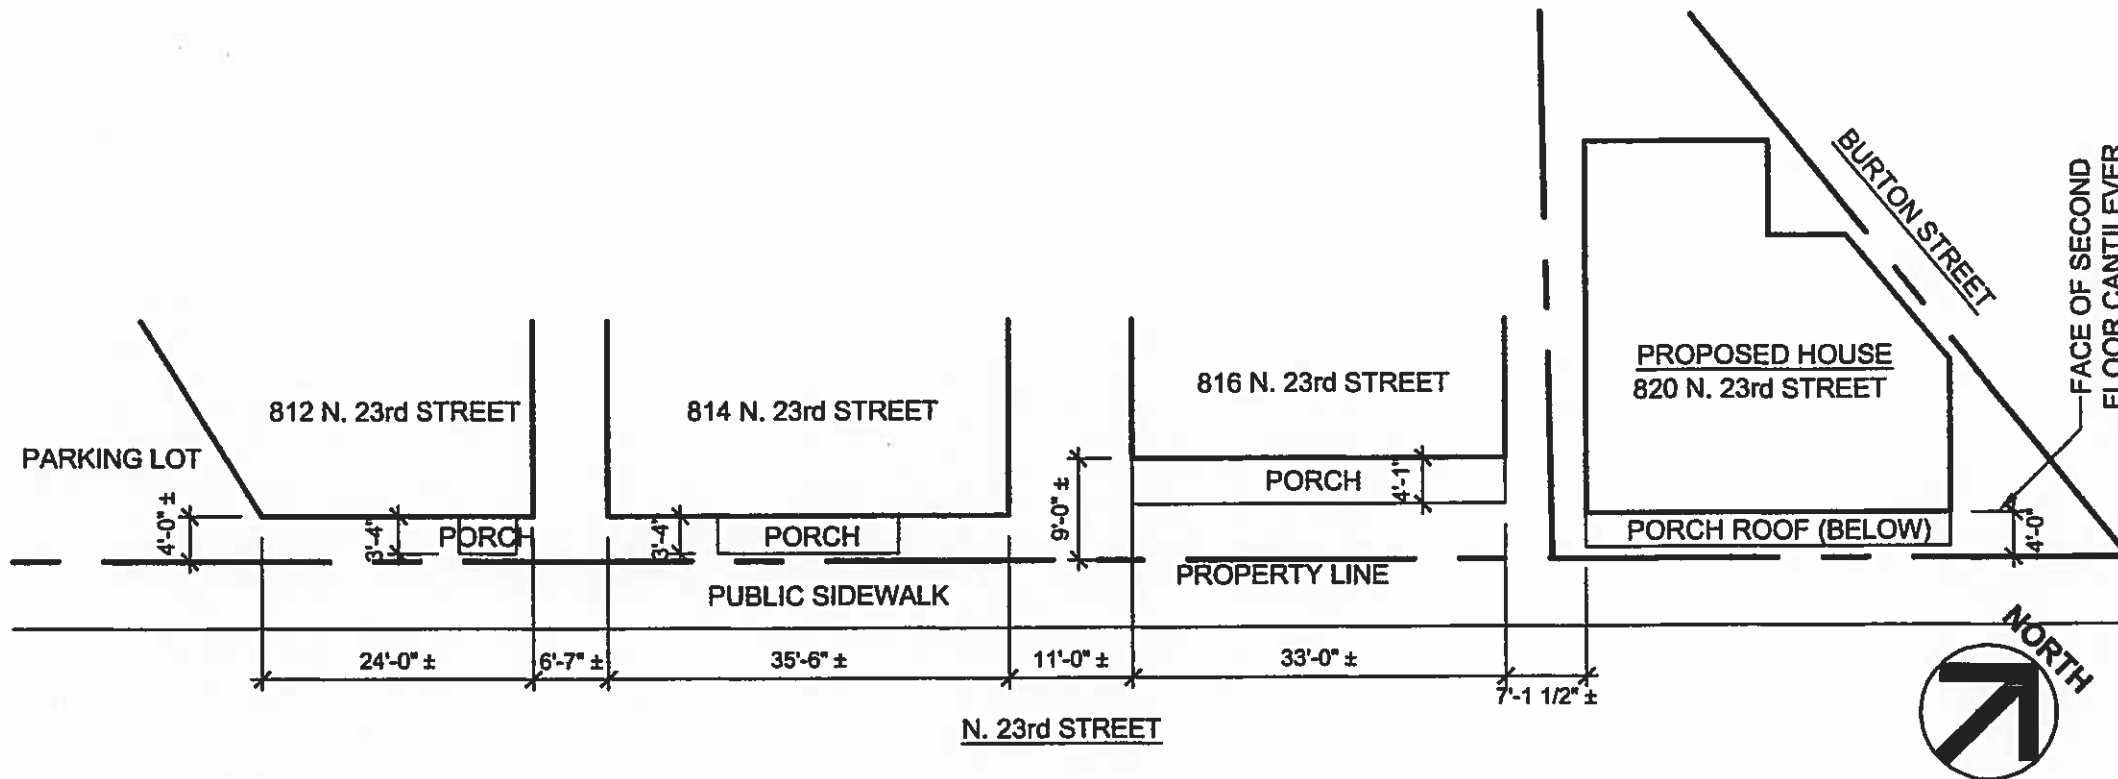 BURTON STREET
FACE OF SECOND
FLOOR CANTILEVER
PROPOSED HOUSE
820 N. 23rd STREET
812 N. 23rd STREET
814 N. 23rd STREET
816 N. 23rd STREET
PARKING LOT
4'-0" ±
3'-4"
PORCH
3'-4"
PORCH
9'-0" ±
PORCH
4'-1"
PORCH ROOF (BELOW)
4'-0"
PROPERTY LINE
PUBLIC SIDEWALK
24'-0" ±
6'-7" ±
35'-6" ±
11'-0" ±
33'-0" ±
7'-1 1/2" ±
N. 23rd STREET
NORTH